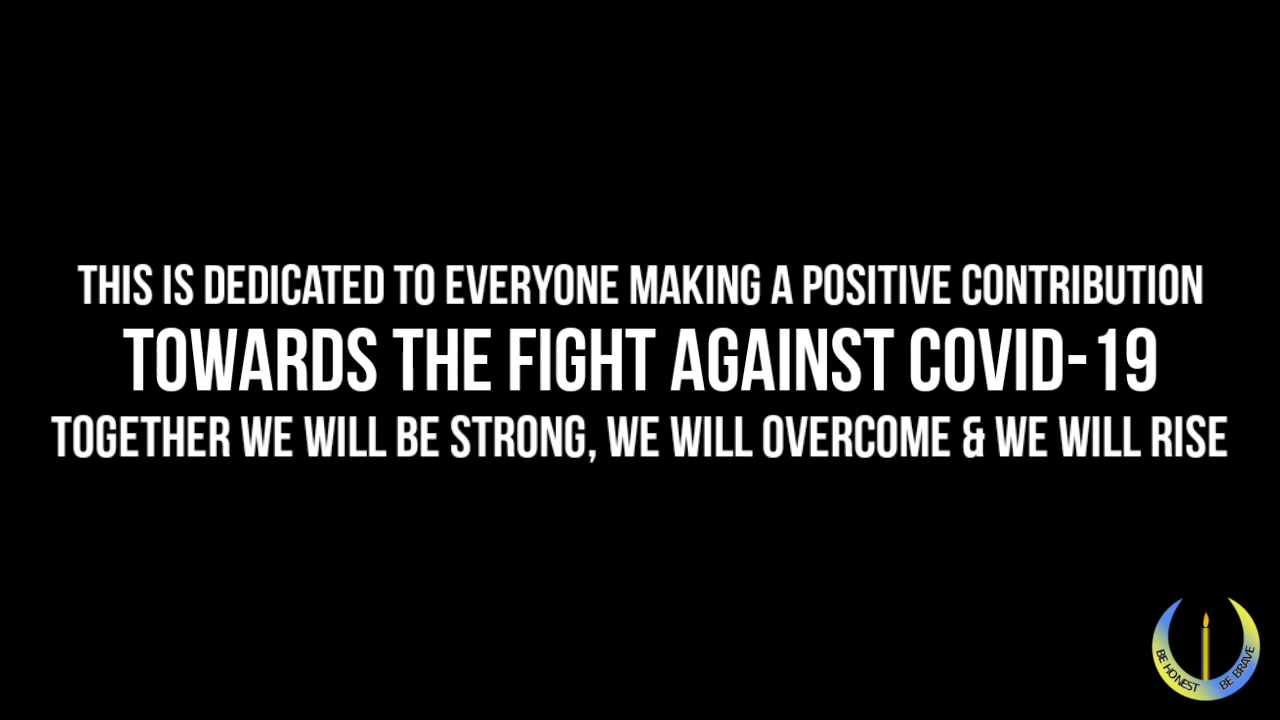 THIS IS DEDICATED TO EVERYONE MAKING A POSITIVE CONTRIBUTION
TOWARDS THE FIGHT AGAINST COVID-19
TOGETHER WE WILL BE STRONG, WE WILL OVERCOME & WE WILL RISE
BE HONEST BE BRAVE